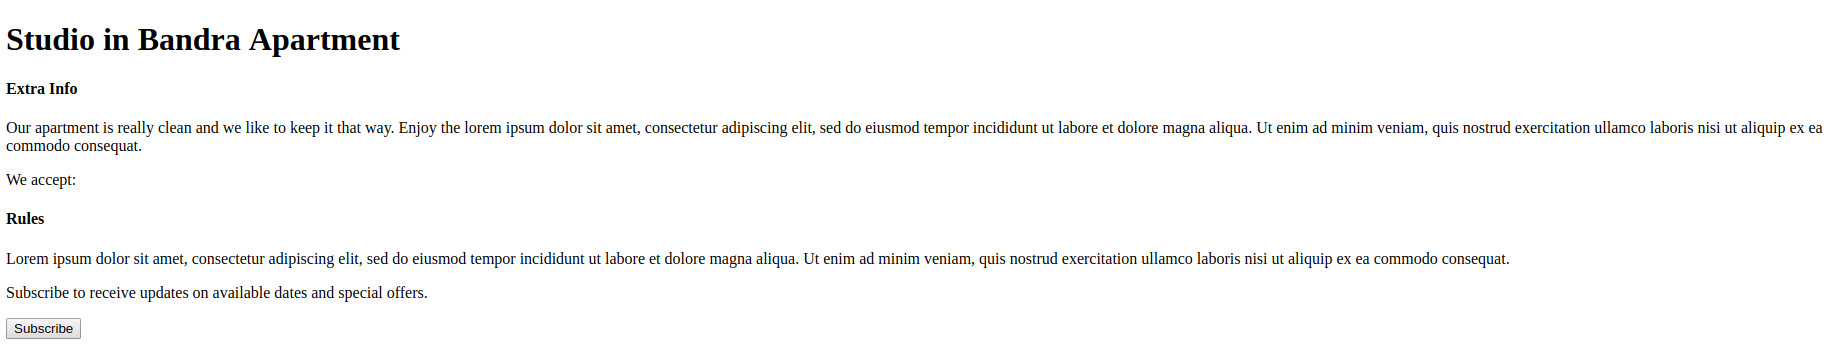 Studio in Bandra Apartment
Extra Info
Our apartment is really clean and we like to keep it that way. Enjoy the lorem ipsum dolor sit amet, consectetur adipiscing elit, sed do eiusmod tempor incididunt ut labore et dolore magna aliqua. Ut enim ad minim veniam, quis nostrud exercitation ullamco laboris nisi ut aliquip ex ea
commodo consequat.
We accept:
Rules
Lorem ipsum dolor sit amet, consectetur adipiscing elit, sed do eiusmod tempor incididunt ut labore et dolore magna aliqua. Ut enim ad minim veniam, quis nostrud exercitation ullamco laboris nisi ut aliquip ex ea commodo consequat.
Subscribe to receive updates on available dates and special offers.
Subscribe